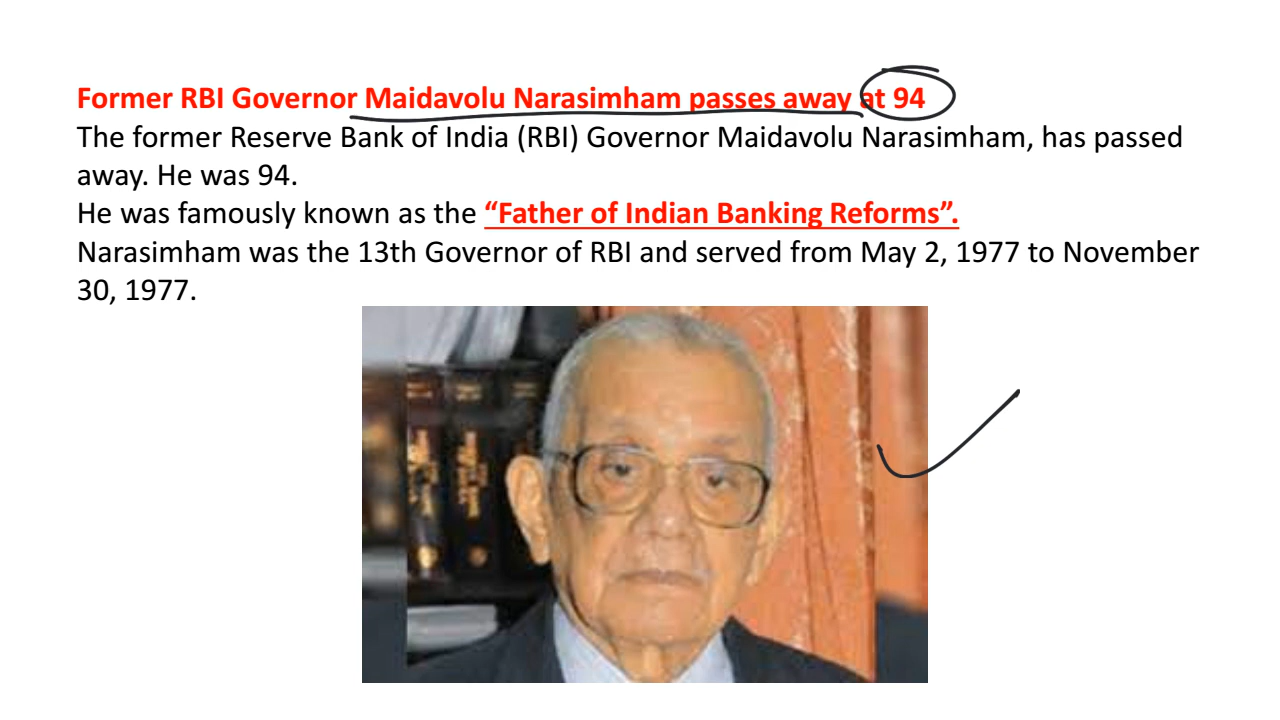 Former RBI Governor Maidavolu Narasimham passes away at 94
The former Reserve Bank of India (RBI) Governor Maidavolu Narasimham, has passed
away. He was 94.
He was famously known as the “Father of Indian Banking Reforms”.
Narasimham was the 13th Governor of RBI and served from May 2, 1977 to November
30, 1977.